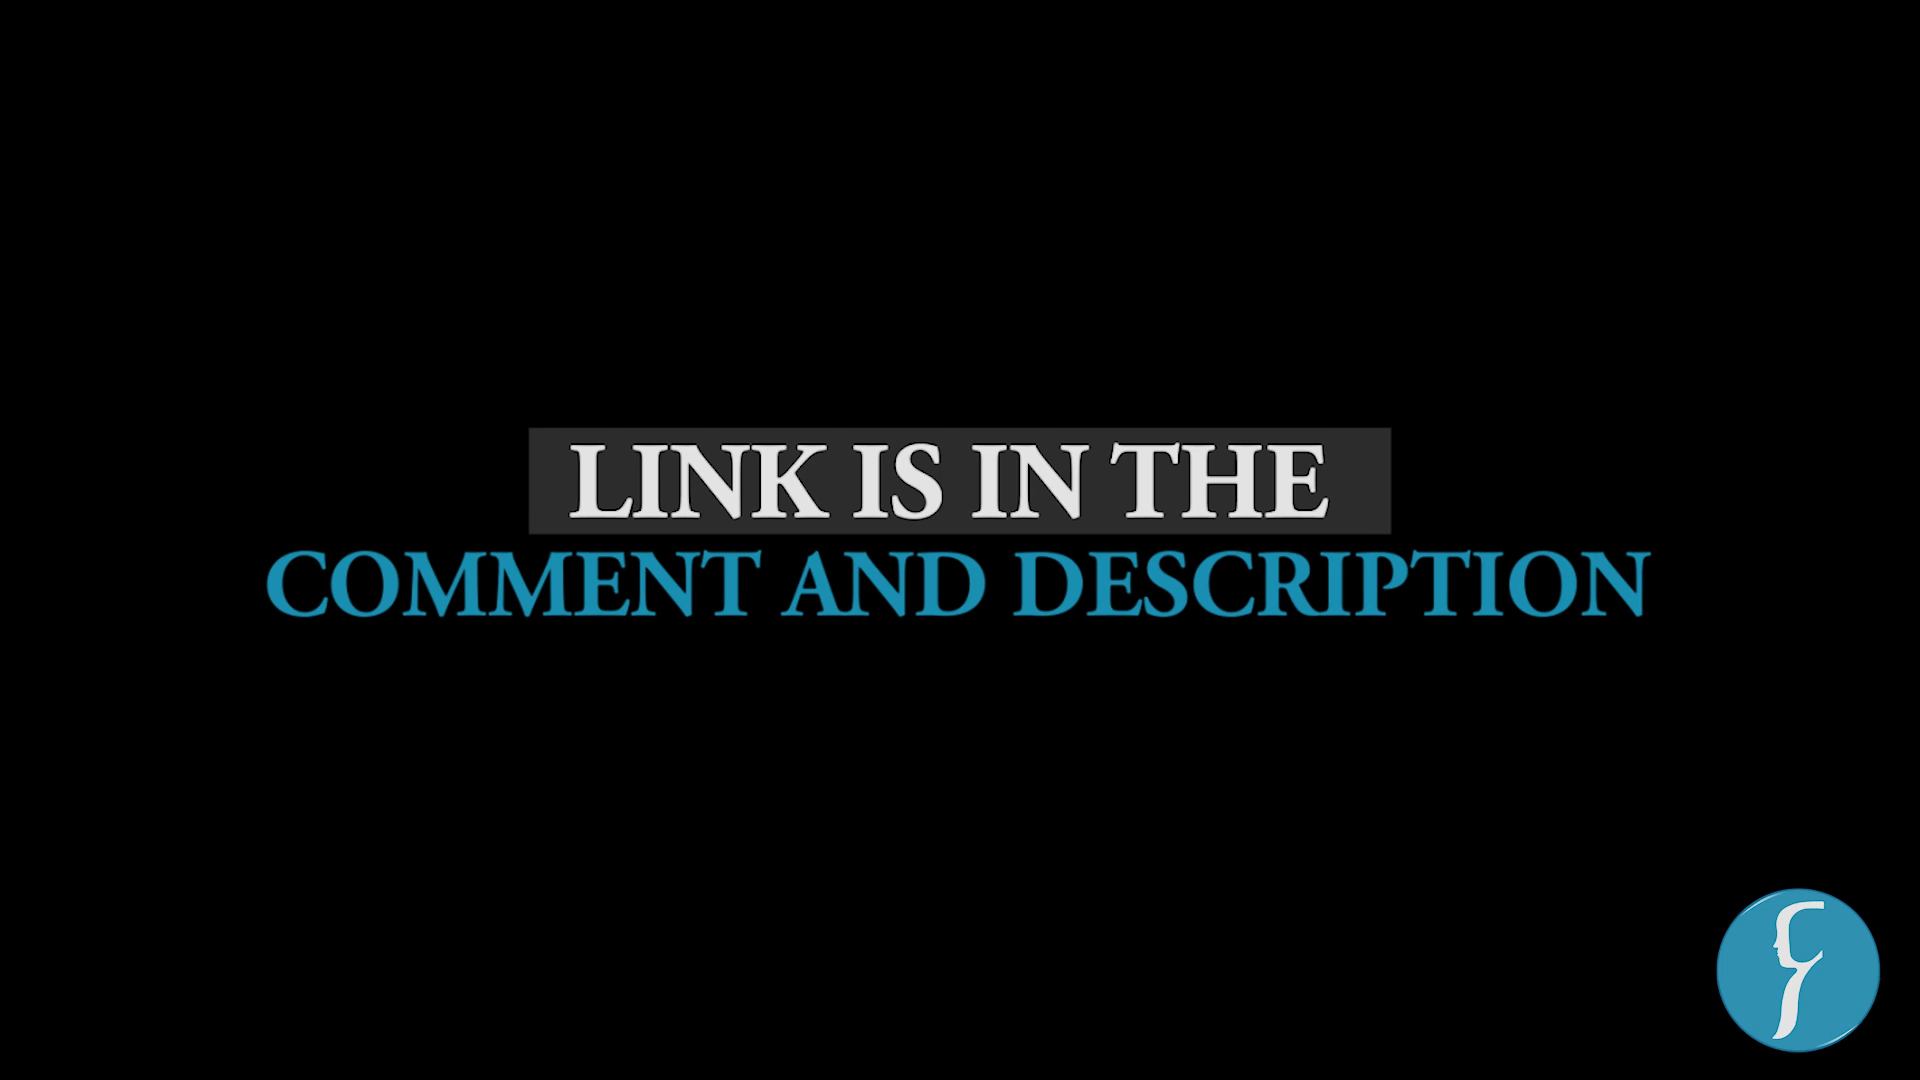 LINK IS IN THE
COMMENT AND DESCRIPTION